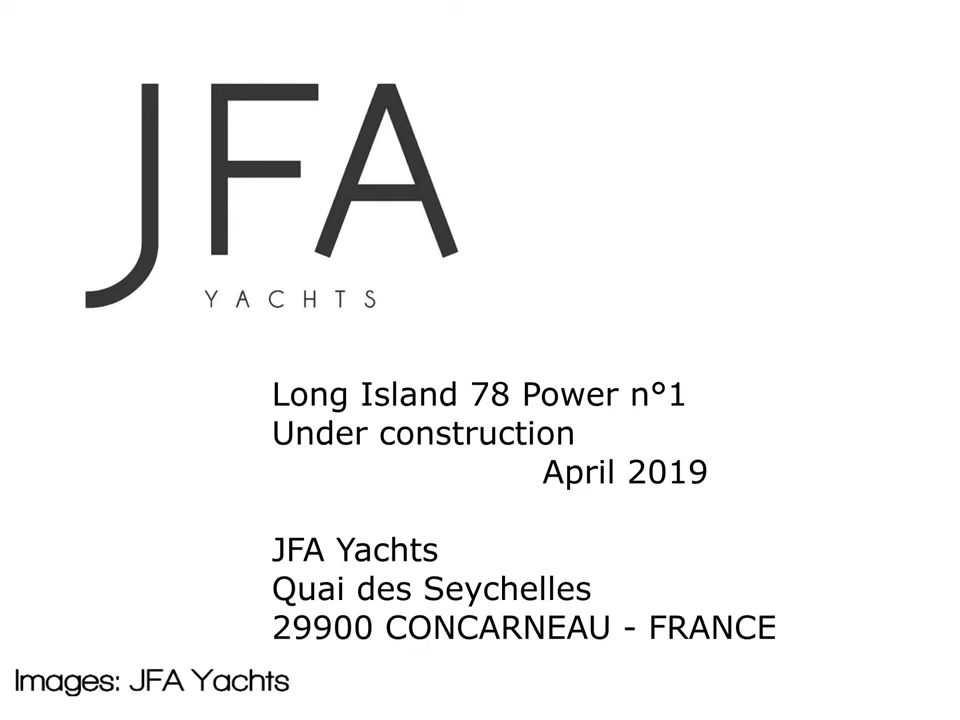 JFA
YACHTS
Long Island 78 Power n°1
Under construction
April 2019
JFA Yachts
Quai des Seychelles
29900 CONCARNEAU - FRANCE
Images: JFA Yachts